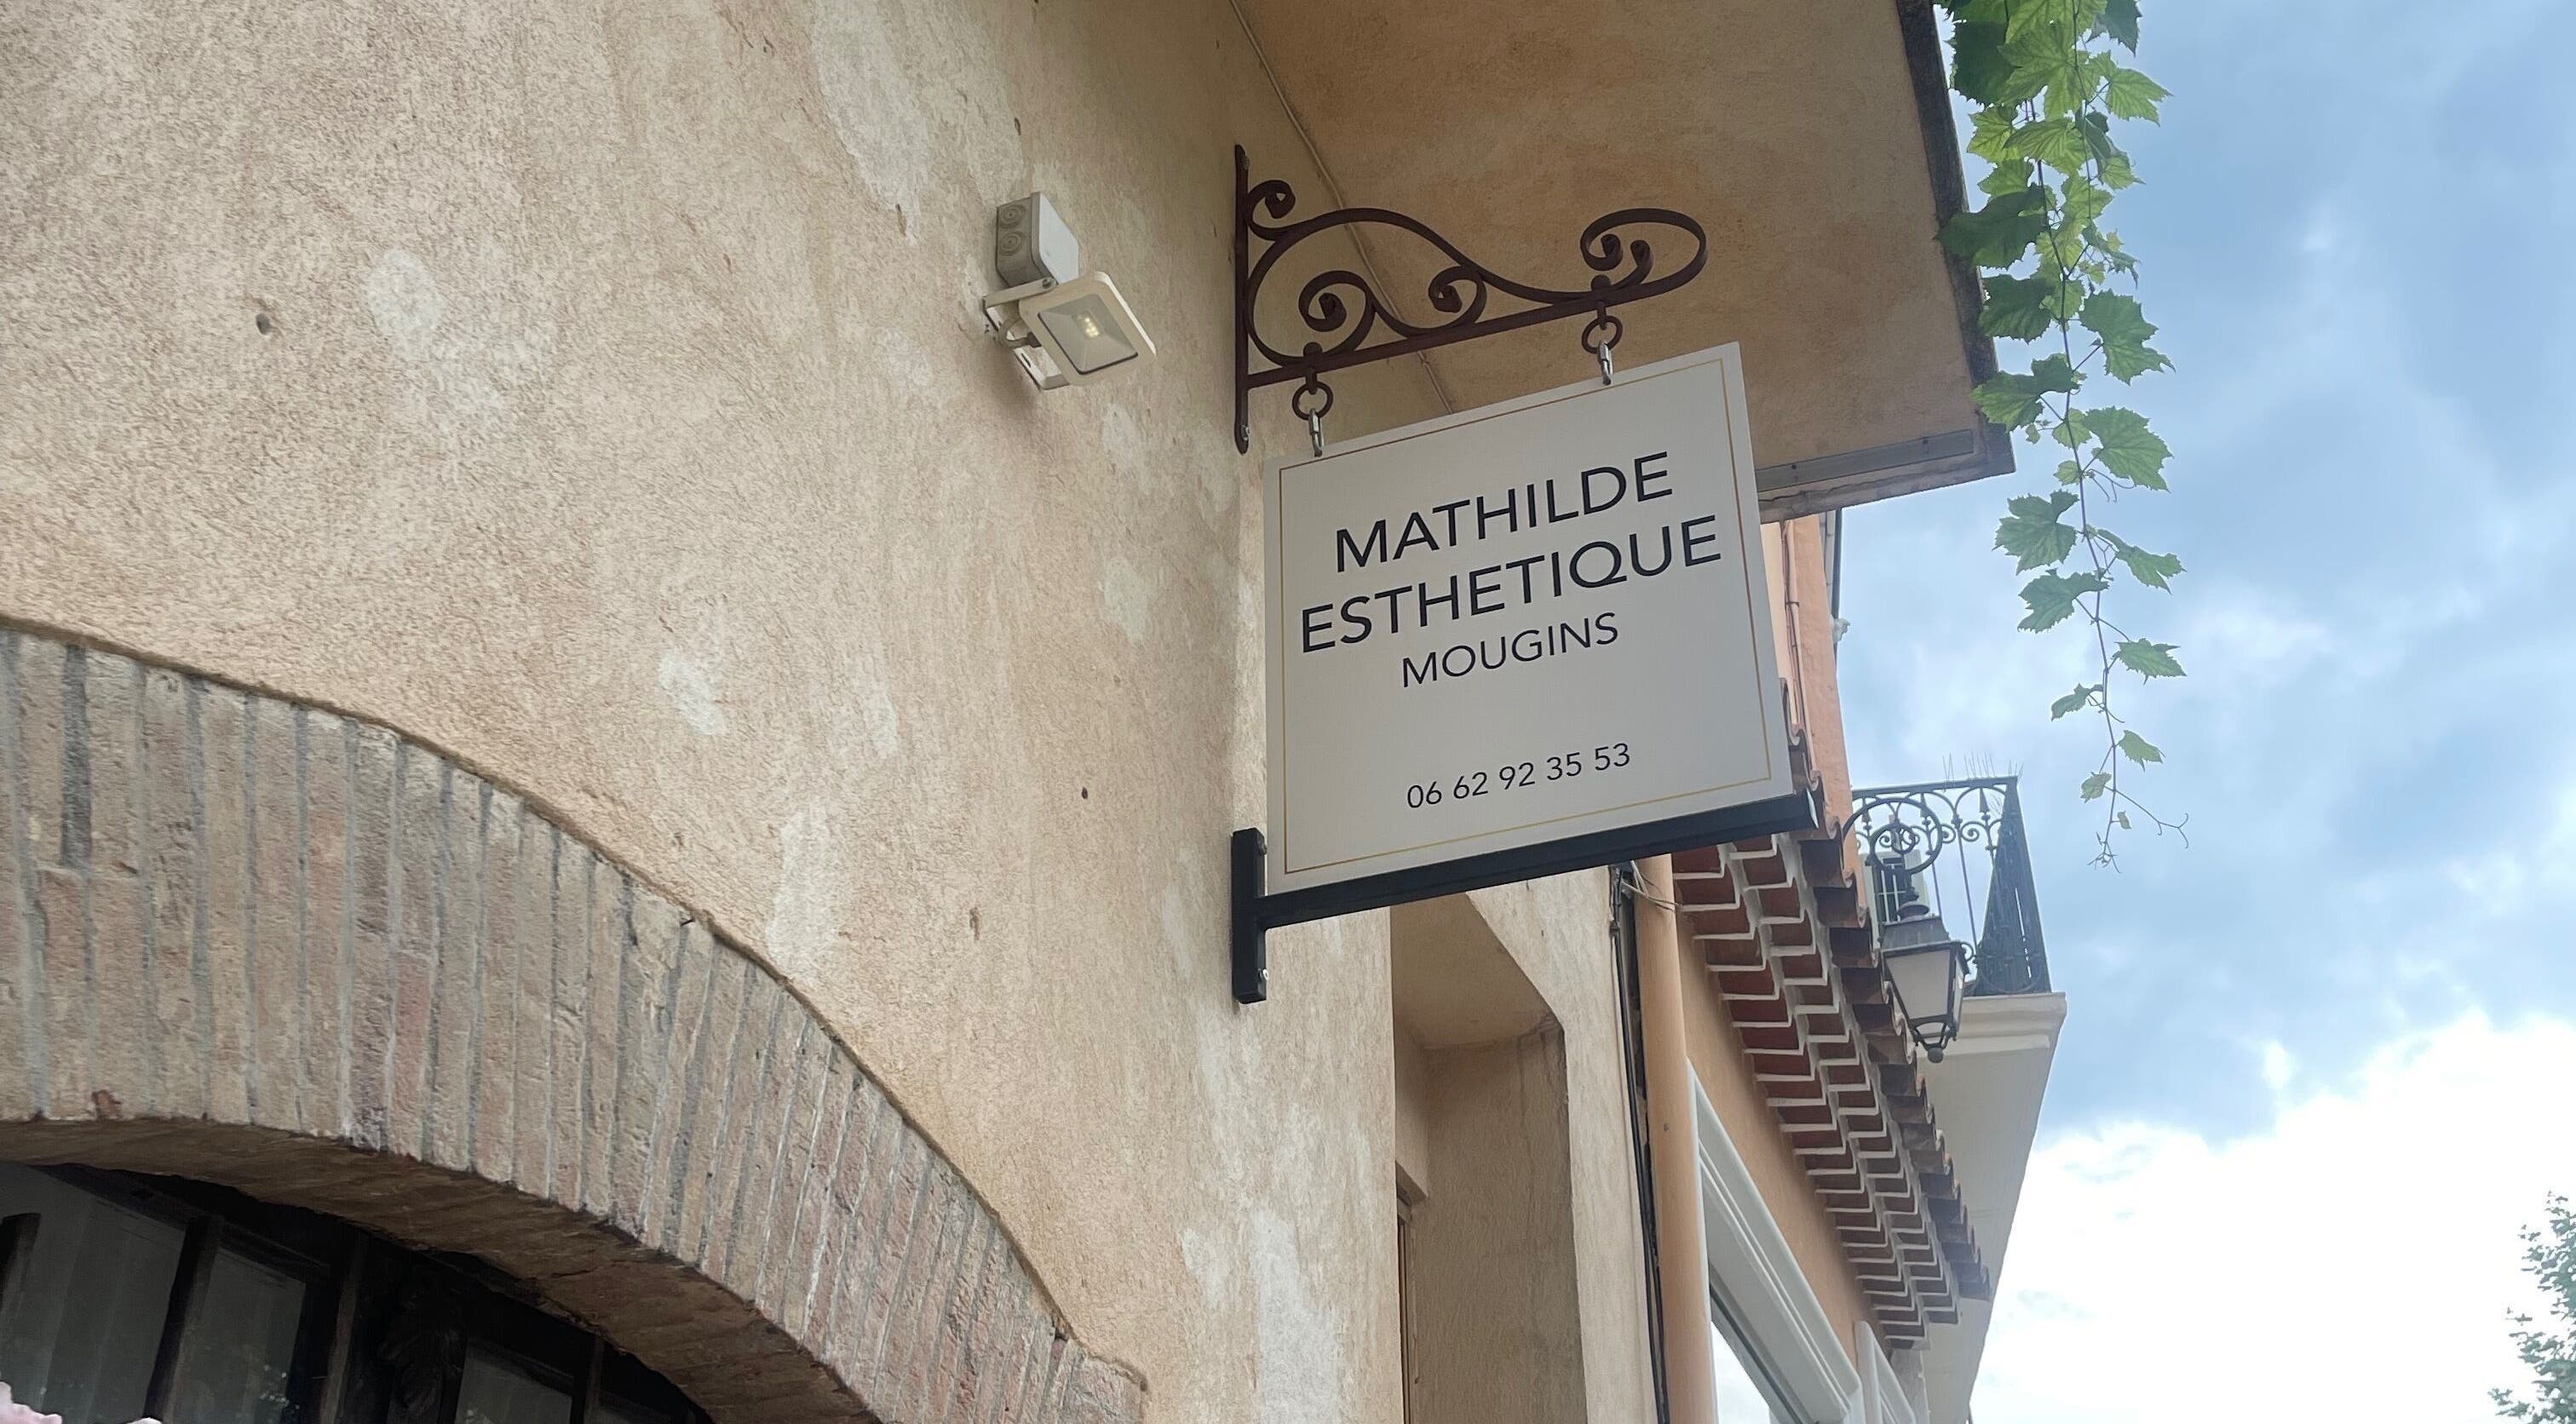 MATHILDE
ESTHETIQUE
MOUGINS
06 62 92 35 53